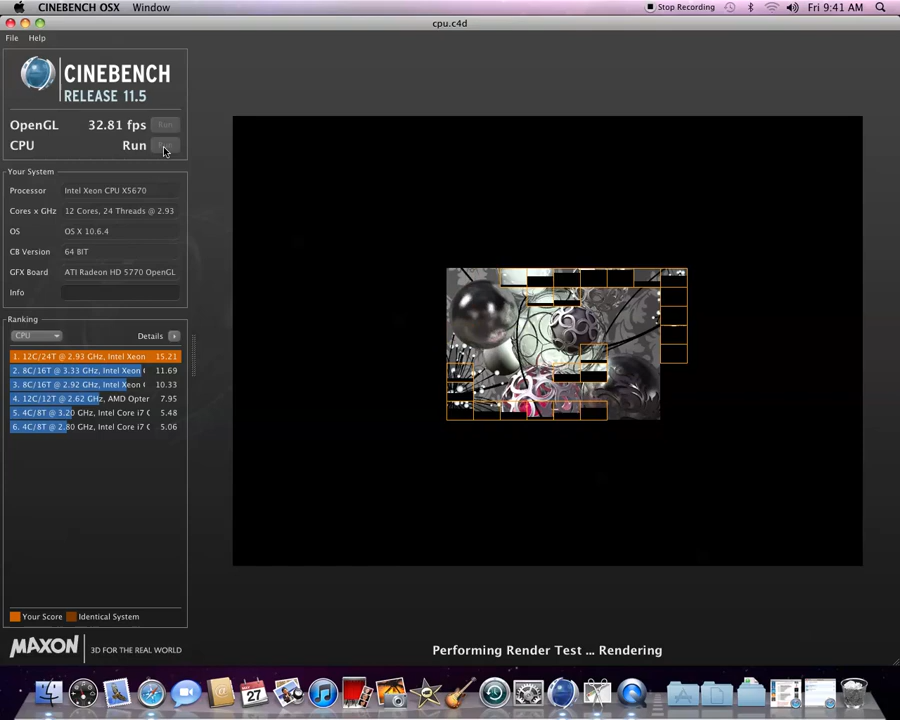 CINEBENCH OSX Window Stop Recording Fri 9:41 AM
cpu.c4d
File Help
CINEBENCH
RELEASE 11.5
OpenGL 32.81 fps Run
CPU Run
Your System
Processor Intel Xeon CPU X5670
Cores x GHz 12 Cores, 24 Threads @ 2.93
OS OS X 10.6.4
CB Version 64 BIT
GFX Board ATI Radeon HD 5770 OpenGL
Info
Ranking
CPU Details
1. 12C/24T @ 2.93 GHz, Intel Xeon 15.21
2. 8C/16T @ 3.33 GHz, Intel Xeon 11.69
3. 8C/16T @ 2.92 GHz, Intel Xeon 10.33
4. 12C/12T @ 2.62 GHz, AMD Opter 7.95
5. 4C/8T @ 3.20 GHz, Intel Core i7 5.48
6. 4C/8T @ 2.80 GHz, Intel Core i7 5.06
Your Score Identical System
MAXON 3D FOR THE REAL WORLD
Performing Render Test ... Rendering
27